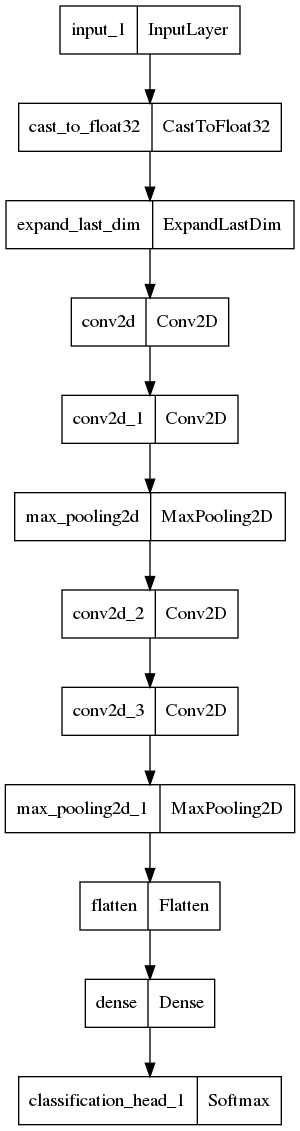 input_1 InputLayer
cast_to_float32 CastToFloat32
expand_last_dim ExpandLastDim
conv2d Conv2D
conv2d_1 Conv2D
max_pooling2d MaxPooling2D
conv2d_2 Conv2D
conv2d_3 Conv2D
max_pooling2d_1 MaxPooling2D
flatten Flatten
dense Dense
classification_head_1 Softmax